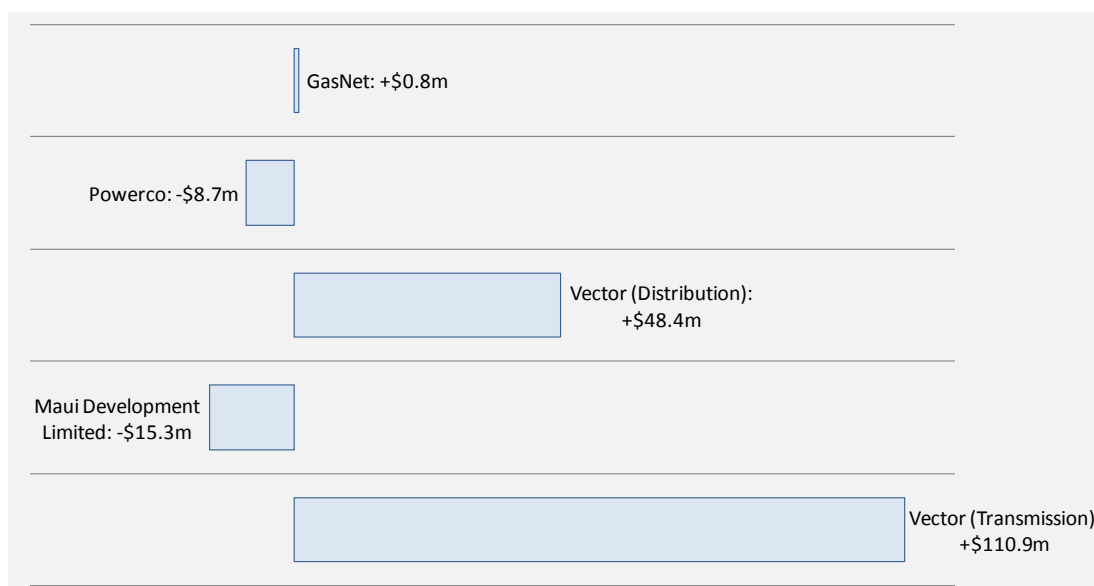 GasNet: +$0.8m
Powerco: -$8.7m
Vector (Distribution):
+$48.4m
Maui Development
Limited: -$15.3m
Vector (Transmission)
+$110.9m